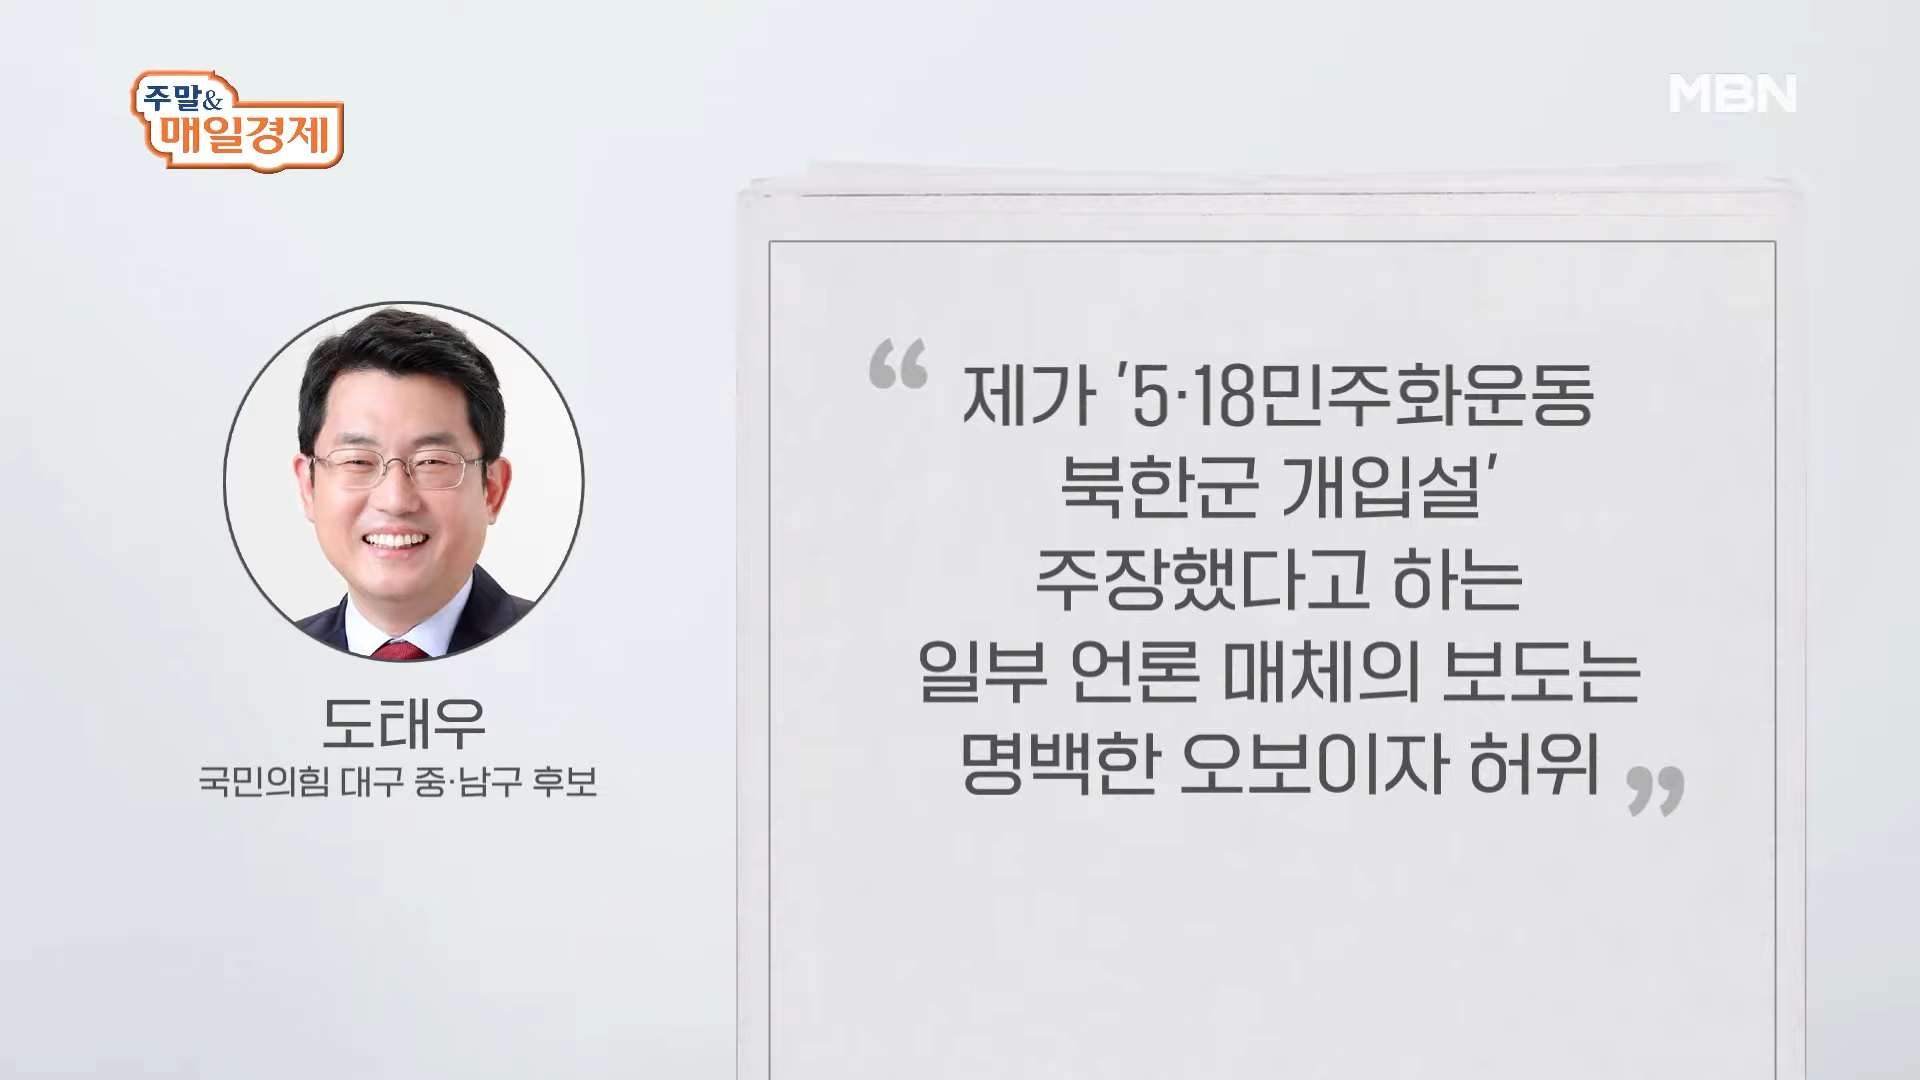 주말&
매일경제
MBN
“제가 '5·18민주화운동
북한군 개입설'
주장했다고 하는
일부 언론 매체의 보도는
명백한 오보이자 허위”
도태우
국민의힘 대구 중·남구 후보